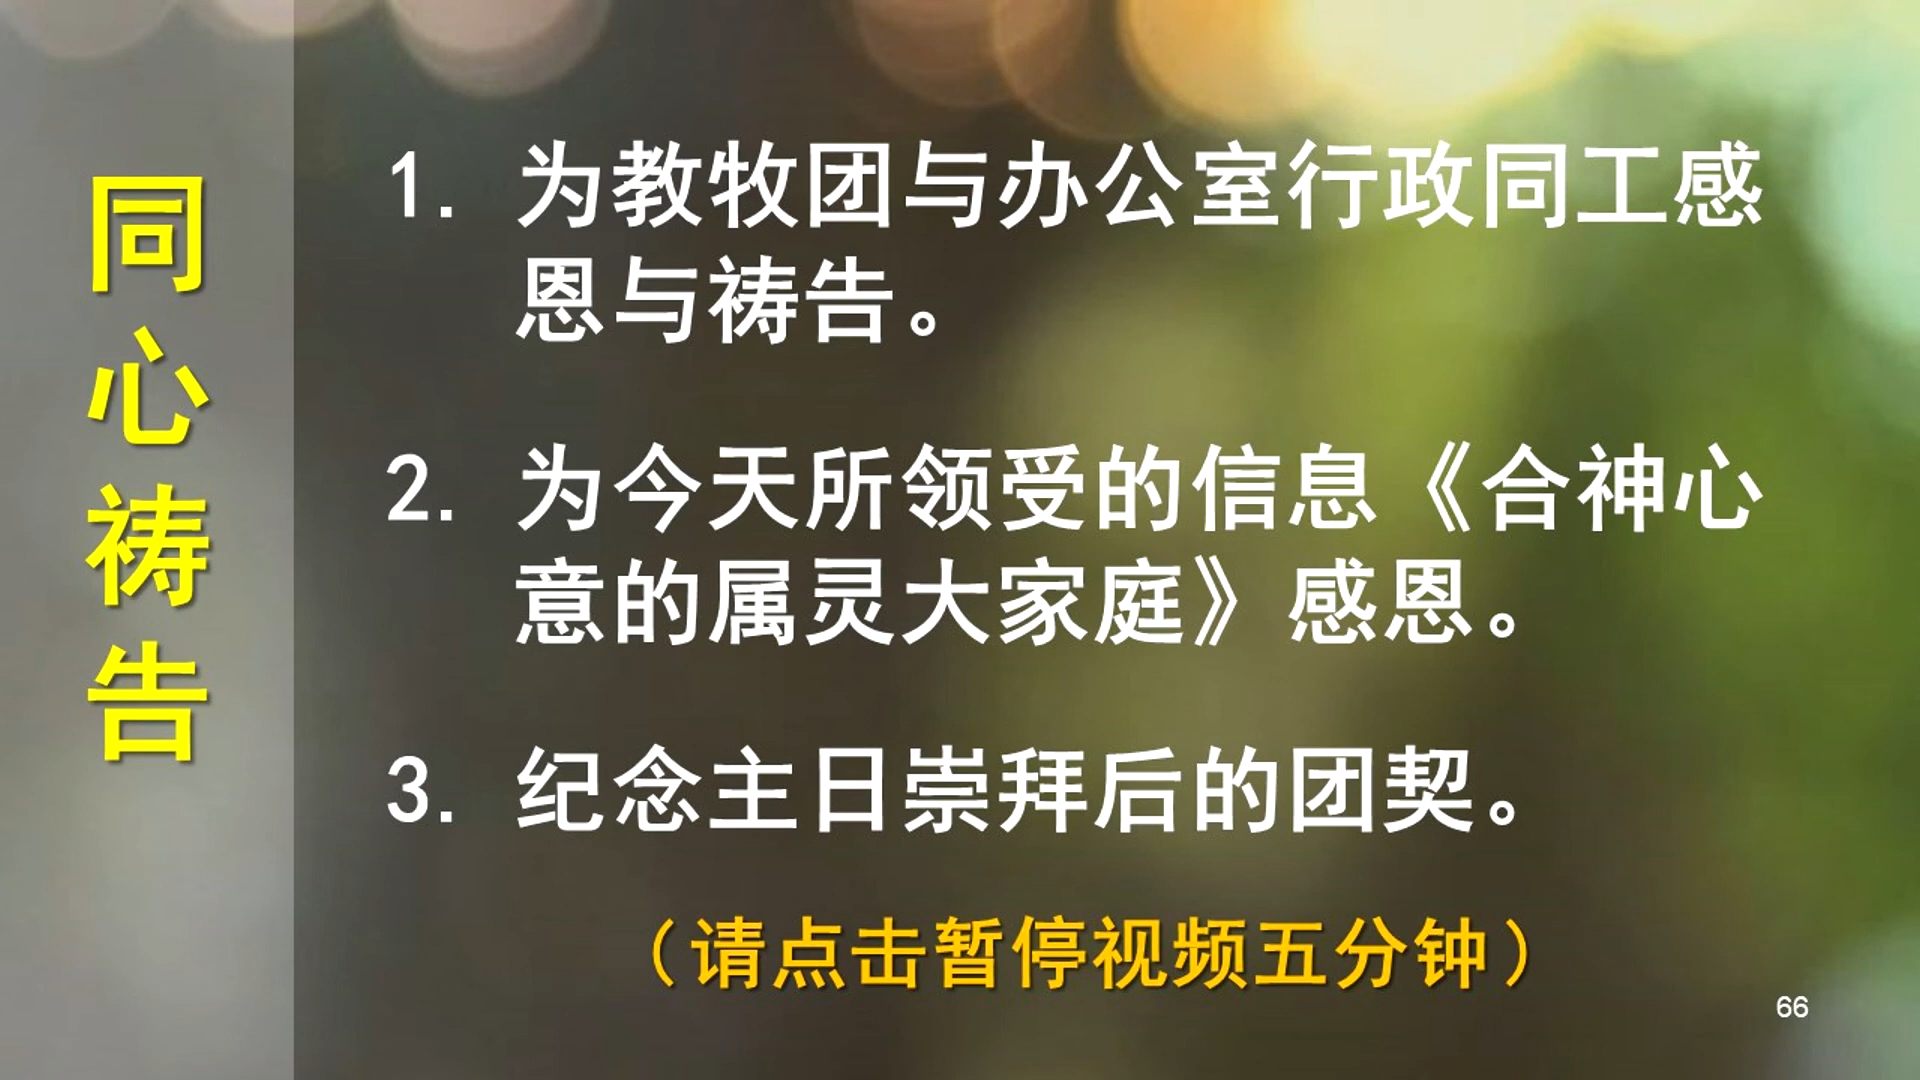 同心祷告
1. 为教牧团与办公室行政同工感
恩与祷告。
2. 为今天所领受的信息《合神心
意的属灵大家庭》感恩。
3. 纪念主日崇拜后的团契。
（请点击暂停视频五分钟）
66